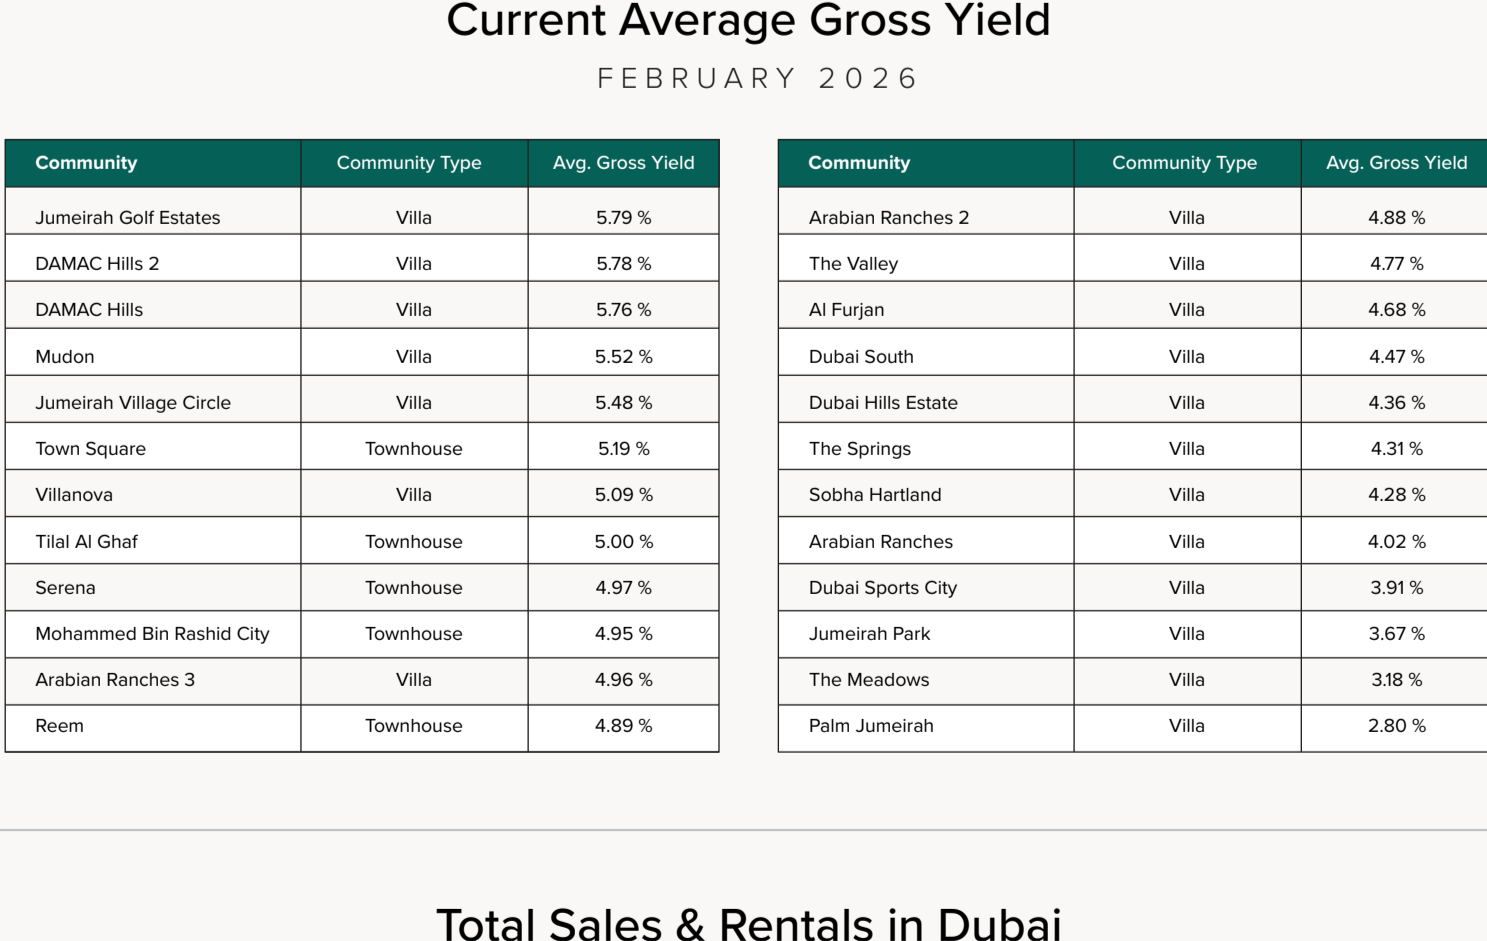 Current Average Gross Yield
FEBRUARY 2026
Community Community Type Avg. Gross Yield
Jumeirah Golf Estates Villa 5.79 %
DAMAC Hills 2 Villa 5.78 %
DAMAC Hills Villa 5.76 %
Mudon Villa 5.52 %
Jumeirah Village Circle Villa 5.48 %
Town Square Townhouse 5.19 %
Villanova Villa 5.09 %
Tilal Al Ghaf Townhouse 5.00 %
Serena Townhouse 4.97 %
Mohammed Bin Rashid City Townhouse 4.95 %
Arabian Ranches 3 Villa 4.96 %
Reem Townhouse 4.89 %
Community Community Type Avg. Gross Yield
Arabian Ranches 2 Villa 4.88 %
The Valley Villa 4.77 %
Al Furjan Villa 4.68 %
Dubai South Villa 4.47 %
Dubai Hills Estate Villa 4.36 %
The Springs Villa 4.31 %
Sobha Hartland Villa 4.28 %
Arabian Ranches Villa 4.02 %
Dubai Sports City Villa 3.91 %
Jumeirah Park Villa 3.67 %
The Meadows Villa 3.18 %
Palm Jumeirah Villa 2.80 %
Total Sales & Rentals in Dubai